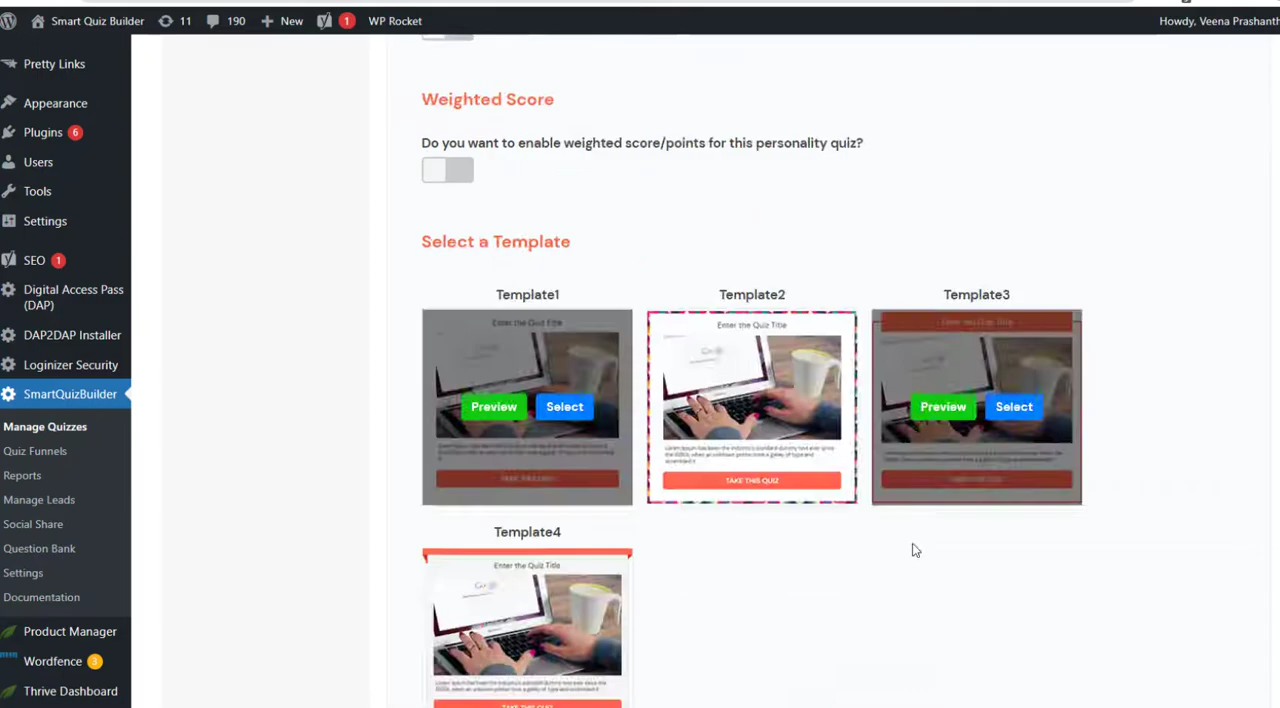 Smart Quiz Builder 11 190 New 1 WP Rocket Howdy, Veena Prashanth
Pretty Links
Appearance
Plugins 6
Users
Tools
Settings
SEO 1
Digital Access Pass
(DAP)
DAP2DAP Installer
Loginizer Security
SmartQuizBuilder
Manage Quizzes
Quiz Funnels
Reports
Manage Leads
Social Share
Question Bank
Settings
Documentation
Product Manager
Wordfence 3
Thrive Dashboard
Weighted Score
Do you want to enable weighted score/points for this personality quiz?
Select a Template
Template1
Enter the Quiz Title
Preview Select
Template2
Enter the Quiz Title
TAKE THIS QUIZ
Template3
Preview Select
Template4
Enter the Quiz Title
TAKE THIS QUIZ